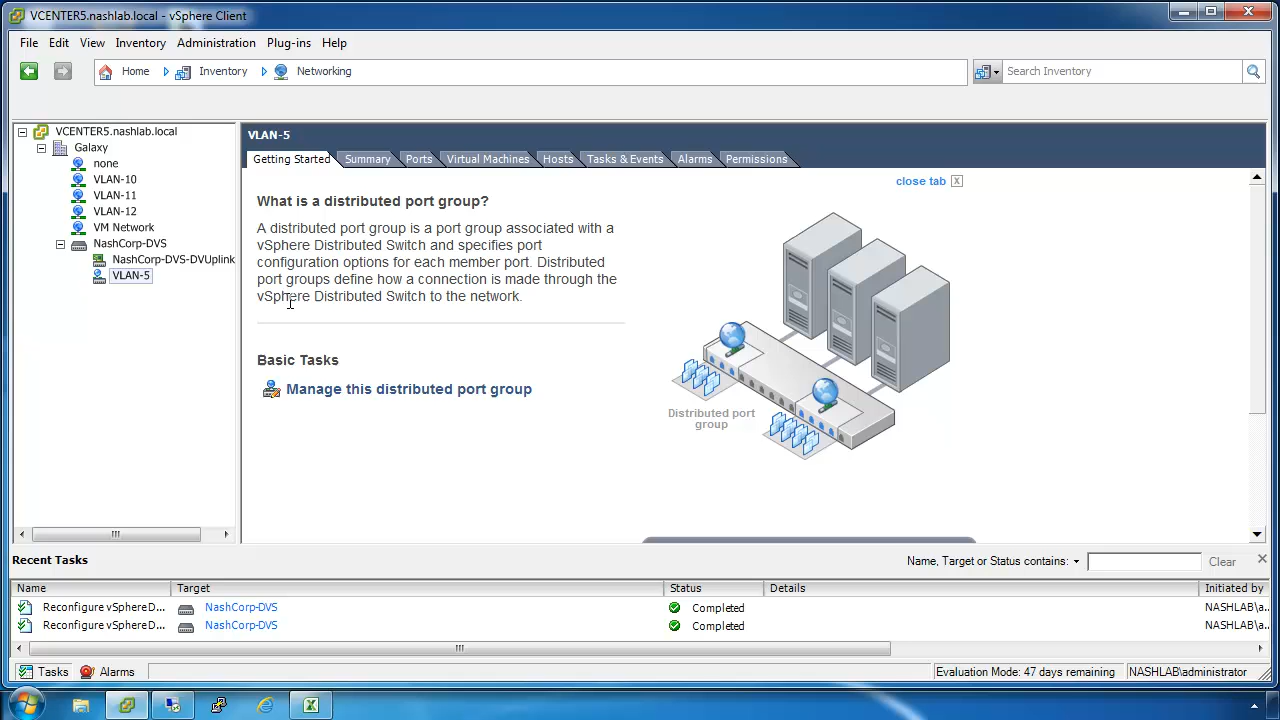 VCENTER5.nashlab.local - vSphere Client
File Edit View Inventory Administration Plug-ins Help
Home Inventory Networking Search Inventory
VCENTER5.nashlab.local
Galaxy
none
VLAN-10
VLAN-11
VLAN-12
VM Network
NashCorp-DVS
NashCorp-DVS-DVUplink
VLAN-5
VLAN-5
Getting Started Summary Ports Virtual Machines Hosts Tasks & Events Alarms Permissions
close tab X
What is a distributed port group?
A distributed port group is a port group associated with a
vSphere Distributed Switch and specifies port
configuration options for each member port. Distributed
port groups define how a connection is made through the
vSphere Distributed Switch to the network.
Basic Tasks
Manage this distributed port group
Distributed port
group
Recent Tasks Name, Target or Status contains: Clear
Name Target Status Details Initiated by
Reconfigure vSphereD... NashCorp-DVS Completed NASHLAB\a...
Reconfigure vSphereD... NashCorp-DVS Completed NASHLAB\a...
Tasks Alarms Evaluation Mode: 47 days remaining NASHLAB\administrator